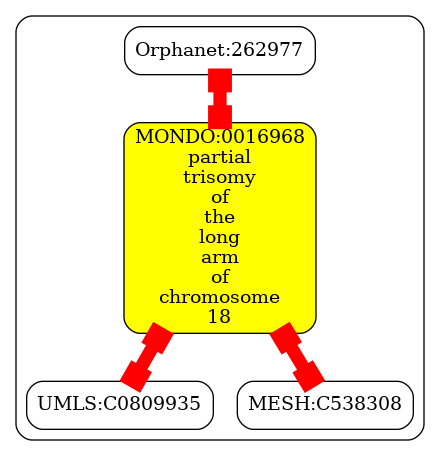 Orphanet:262977
MONDO:0016968
partial
trisomy
of
the
long
arm
of
chromosome
18
UMLS:C0809935
MESH:C538308